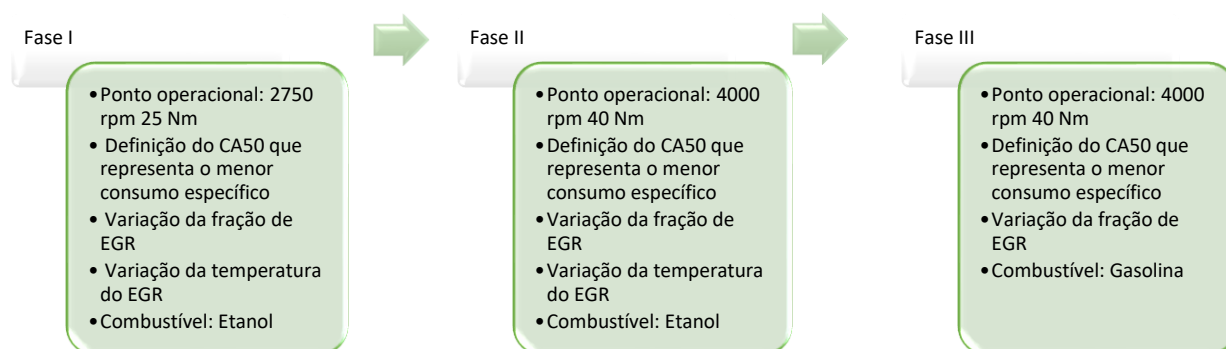 Fase I
•Ponto operacional: 2750
rpm 25 Nm
• Definição do CA50 que
representa o menor
consumo específico
• Variação da fração de
EGR
• Variação da temperatura
do EGR
•Combustível: Etanol
Fase II
•Ponto operacional: 4000
rpm 40 Nm
•Definição do CA50 que
representa o menor
consumo específico
•Variação da fração de
EGR
•Variação da temperatura
do EGR
•Combustível: Etanol
Fase III
•Ponto operacional: 4000
rpm 40 Nm
•Definição do CA50 que
representa o menor
consumo específico
•Variação da fração de
EGR
•Combustível: Gasolina